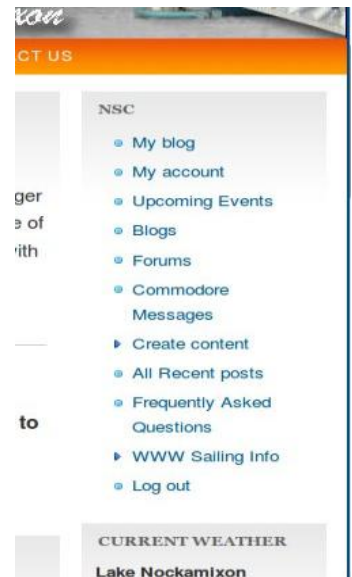 xon
CT US
NSC
My blog
My account
Upcoming Events
ger
e of
Blogs
ith
Forums
Commodore
Messages
Create content
All Recent posts
Frequently Asked
to
Questions
WWW Sailing Info
Log out
CURRENT WEATHER
Lake Nockamixon